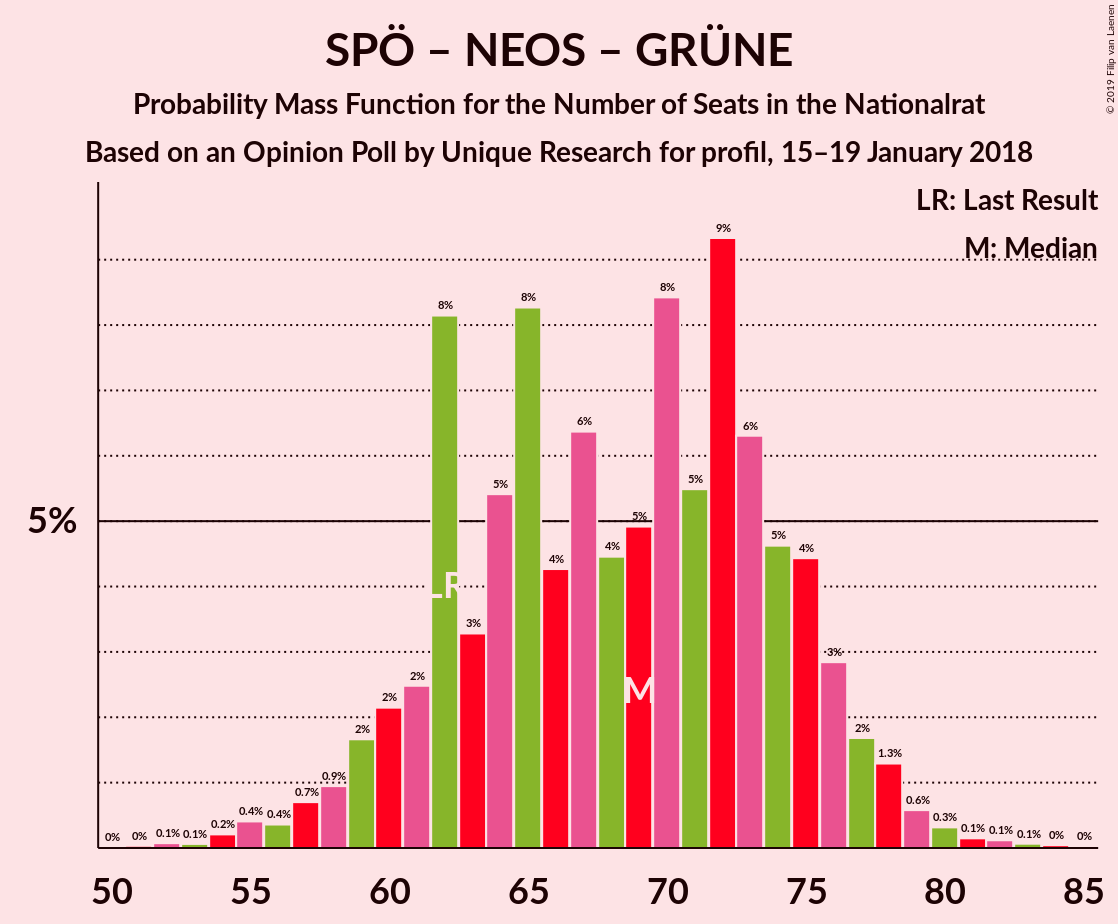 SPÖ – NEOS – GRÜNE
Probability Mass Function for the Number of Seats in the Nationalrat
Based on an Opinion Poll by Unique Research for profil, 15–19 January 2018
© 2019 Filip van Laenen
LR: Last Result
M: Median
5%
0% 0% 0.1% 0.1% 0.2% 0.4% 0.4% 0.7% 0.9% 2% 2% 2% 8% 3% 5% 8% 4% 6% 4% 5% 8% 5% 9% 6% 5% 4% 3% 2% 1.3% 0.6% 0.3% 0.1% 0.1% 0.1% 0% 0%
LR
M
50 55 60 65 70 75 80 85